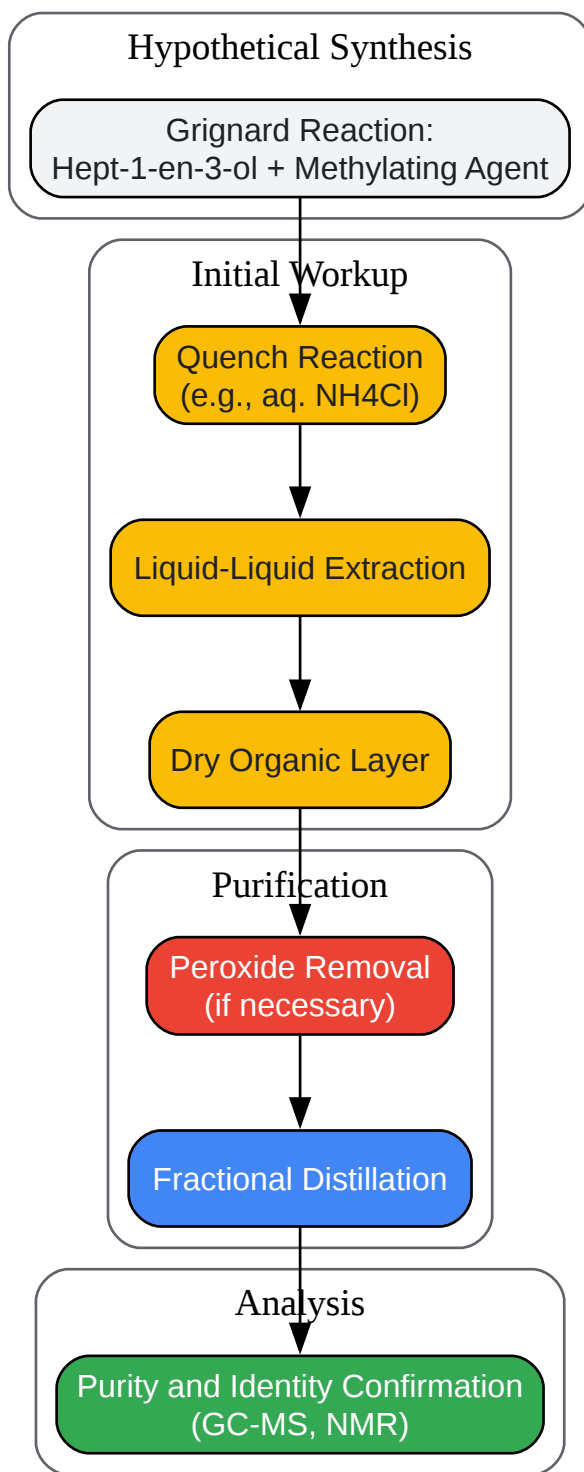 Hypothetical Synthesis
Grignard Reaction:
Hept-1-en-3-ol + Methylating Agent
Initial Workup
Quench Reaction
(e.g., aq. NH4Cl)
Liquid-Liquid Extraction
Dry Organic Layer
Purification
Peroxide Removal
(if necessary)
Fractional Distillation
Analysis
Purity and Identity Confirmation
(GC-MS, NMR)